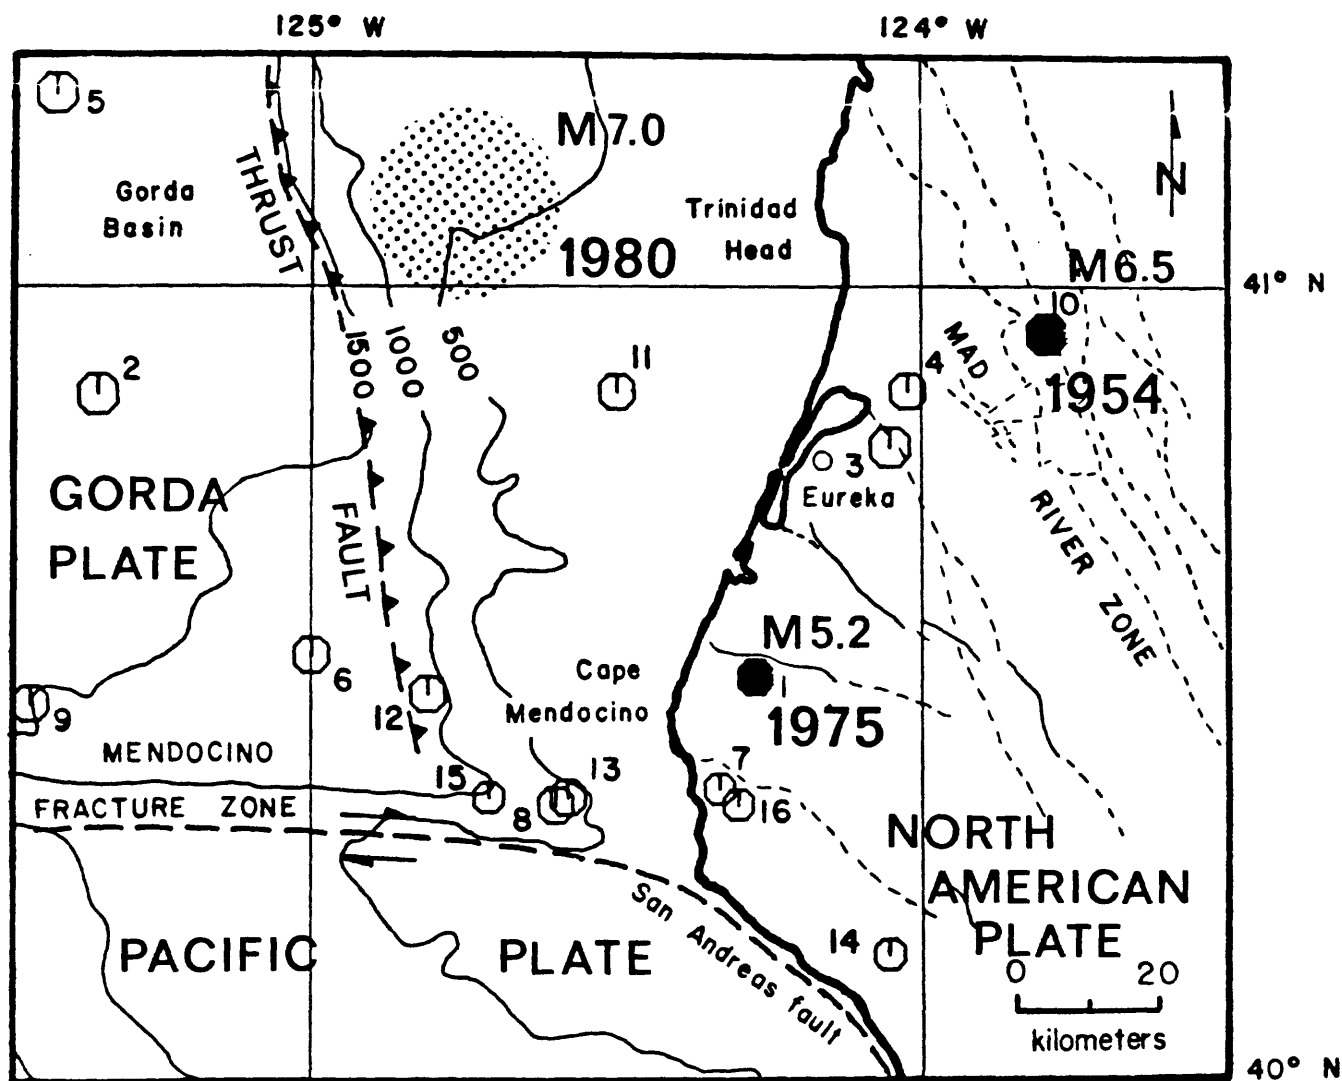 125° W
124° W
5
M 7.0
Gorda
Basin
THRUST
Trinidad
Head
N
1980
M 6.5
41° N
10
1500
1000
500
MAD
2
11
4
1954
GORDA
PLATE
3
Eureka
FAULT
RIVER
ZONE
M 5.2
6
Cape
Mendocino
1
1975
9
12
MENDOCINO
15
13
7
FRACTURE ZONE
8
16
NORTH
AMERICAN
PLATE
San Andreas fault
PACIFIC PLATE
14
0 20
kilometers
40° N